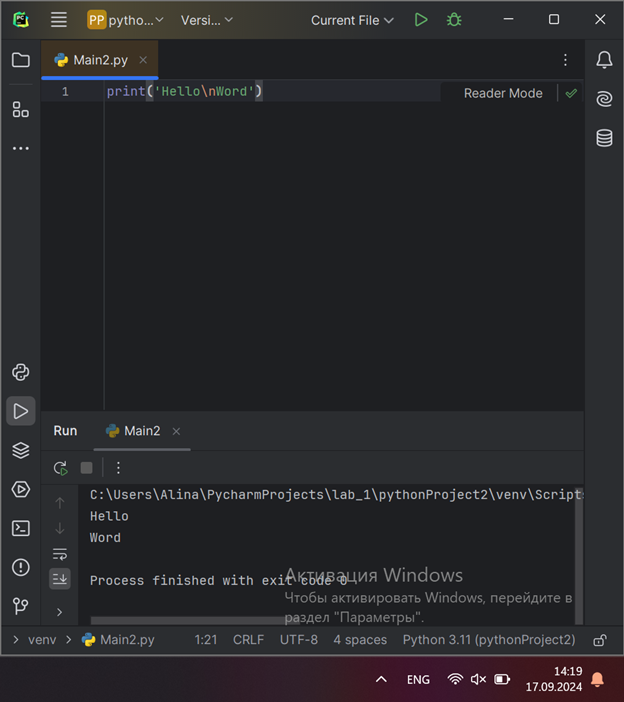 PP pytho... Versi... Current File
Main2.py
1 print('Hello\nWord') Reader Mode
Run Main2
C:\Users\Alina\PycharmProjects\lab_1\pythonProject2\venv\Script
Hello
Word
Process finished with exit code 0
Активация Windows
Чтобы активировать Windows, перейдите в
раздел "Параметры".
venv Main2.py 1:21 CRLF UTF-8 4 spaces Python 3.11 (pythonProject2)
ENG 14:19
17.09.2024